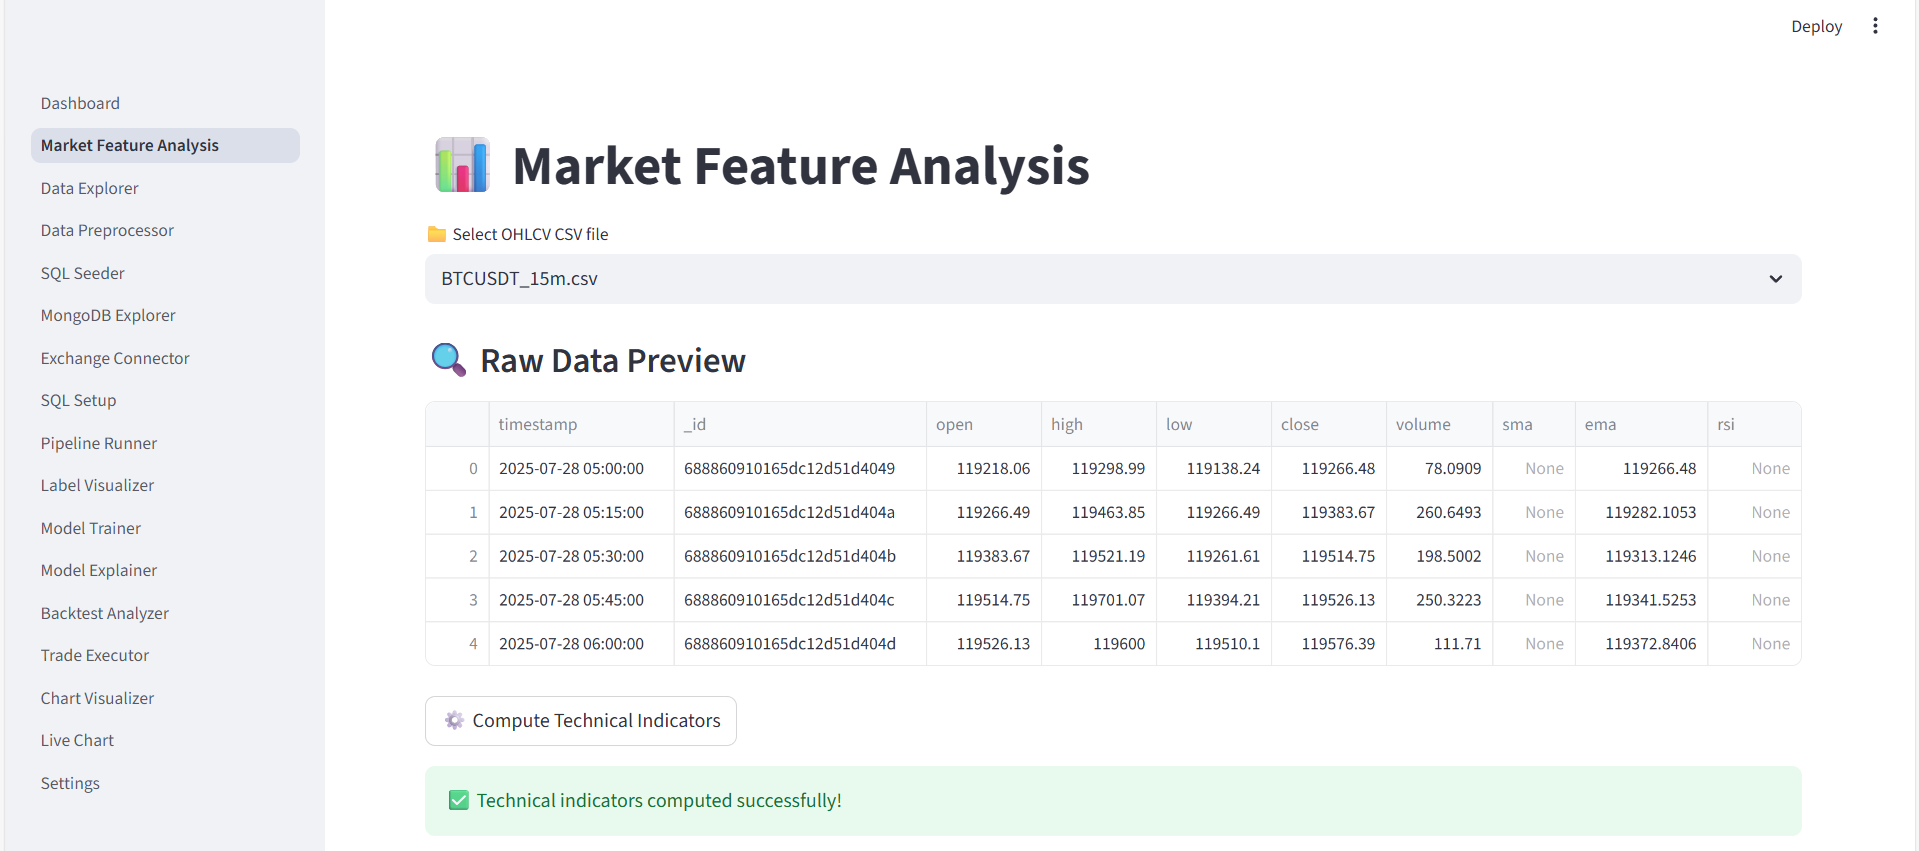 Deploy
Dashboard
Market Feature Analysis
Data Explorer
Data Preprocessor
SQL Seeder
MongoDB Explorer
Exchange Connector
SQL Setup
Pipeline Runner
Label Visualizer
Model Trainer
Model Explainer
Backtest Analyzer
Trade Executor
Chart Visualizer
Live Chart
Settings
Market Feature Analysis
Select OHLCV CSV file
BTCUSDT_15m.csv
Raw Data Preview
timestamp _id open high low close volume sma ema rsi
0 2025-07-28 05:00:00 688860910165dc12d51d4049 119218.06 119298.99 119138.24 119266.48 78.0909 None 119266.48 None
1 2025-07-28 05:15:00 688860910165dc12d51d404a 119266.49 119463.85 119266.49 119383.67 260.6493 None 119282.1053 None
2 2025-07-28 05:30:00 688860910165dc12d51d404b 119383.67 119521.19 119261.61 119514.75 198.5002 None 119313.1246 None
3 2025-07-28 05:45:00 688860910165dc12d51d404c 119514.75 119701.07 119394.21 119526.13 250.3223 None 119341.5253 None
4 2025-07-28 06:00:00 688860910165dc12d51d404d 119526.13 119600 119510.1 119576.39 111.71 None 119372.8406 None
Compute Technical Indicators
Technical indicators computed successfully!